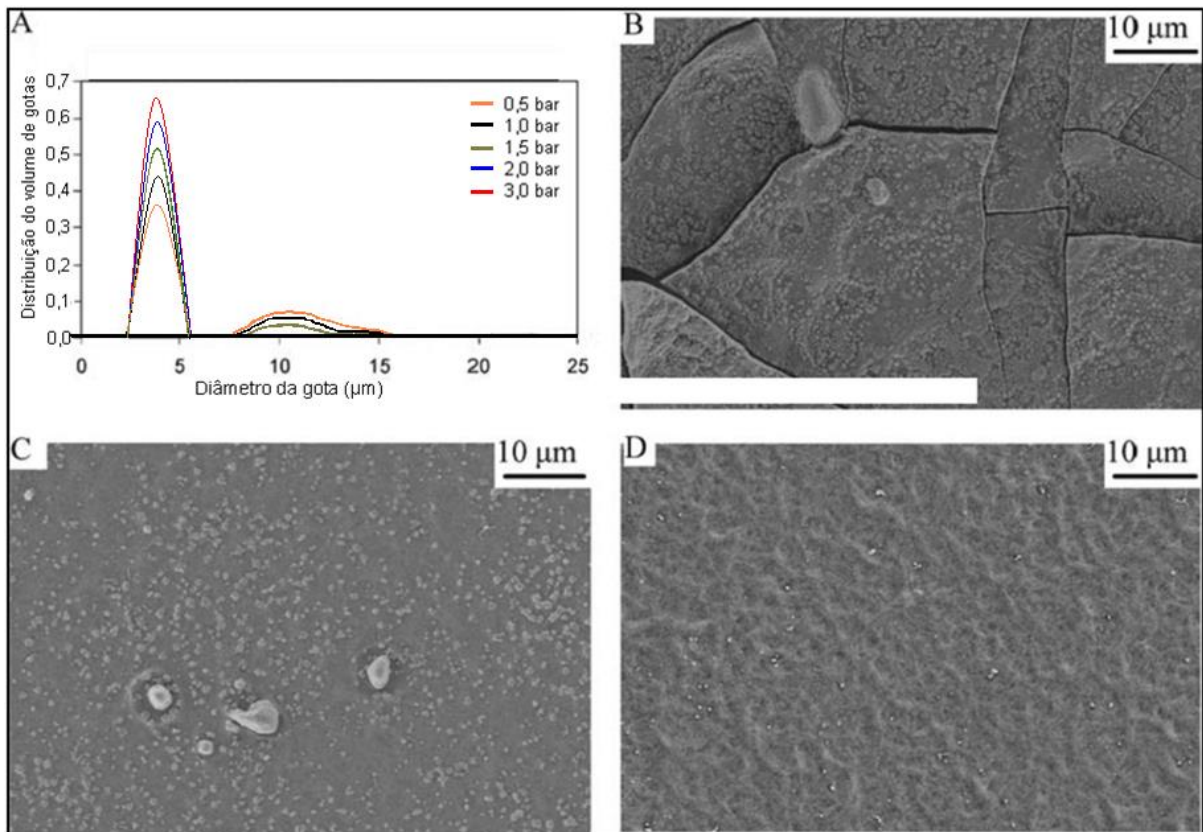 A
Distribuição do volume de gotas
0,7
0,6
0,5
0,4
0,3
0,2
0,1
0,0
0 5 10 15 20 25
Diâmetro da gota (µm)
0,5 bar
1,0 bar
1,5 bar
2,0 bar
3,0 bar
B
10 µm
C
10 µm
D
10 µm